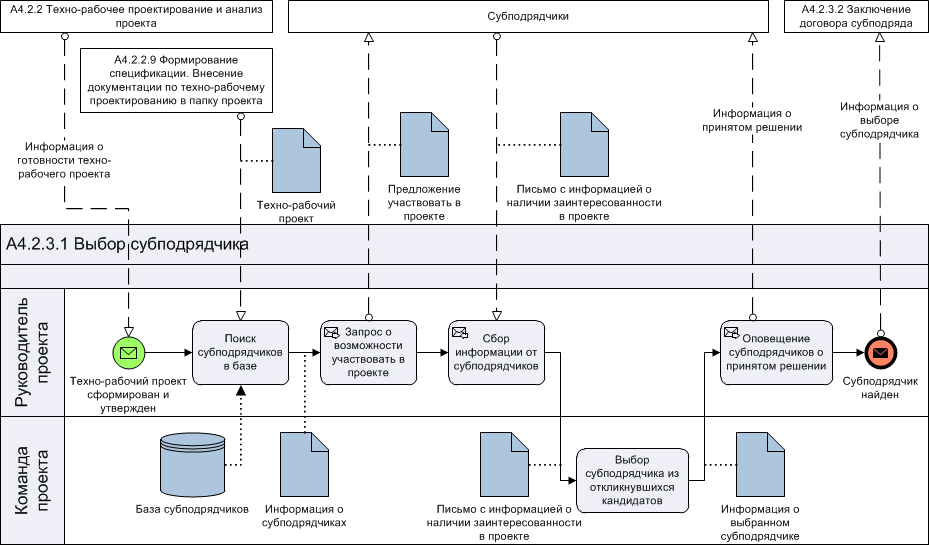 A4.2.2 Техно-рабочее проектирование и анализ
проекта
Субподрядчики
A4.2.3.2 Заключение
договора субподряда
A4.2.2.9 Формирование
спецификации. Внесение
документации по техно-рабочему
проектированию в папку проекта
Информация о
готовности техно-
рабочего проекта
Техно-рабочий
проект
Предложение
участвовать в
проекте
Письмо с информацией о
наличии заинтересованности
в проекте
Информация о
принятом решении
Информация о
выборе
субподрядчика
A4.2.3.1 Выбор субподрядчика
Руководитель
проекта
Техно-рабочий проект
сформирован и
утвержден
Поиск
субподрядчиков
в базе
Запрос о
возможности
участвовать в
проекте
Сбор
информации от
субподрядчиков
Оповещение
субподрядчиков о
принятом решении
Субподрядчик
найден
Команда
проекта
База субподрядчиков
Информация о
субподрядчиках
Письмо с информацией о
наличии заинтересованности
в проекте
Выбор
субподрядчика из
откликнувшихся
кандидатов
Информация о
выбранном
субподрядчике